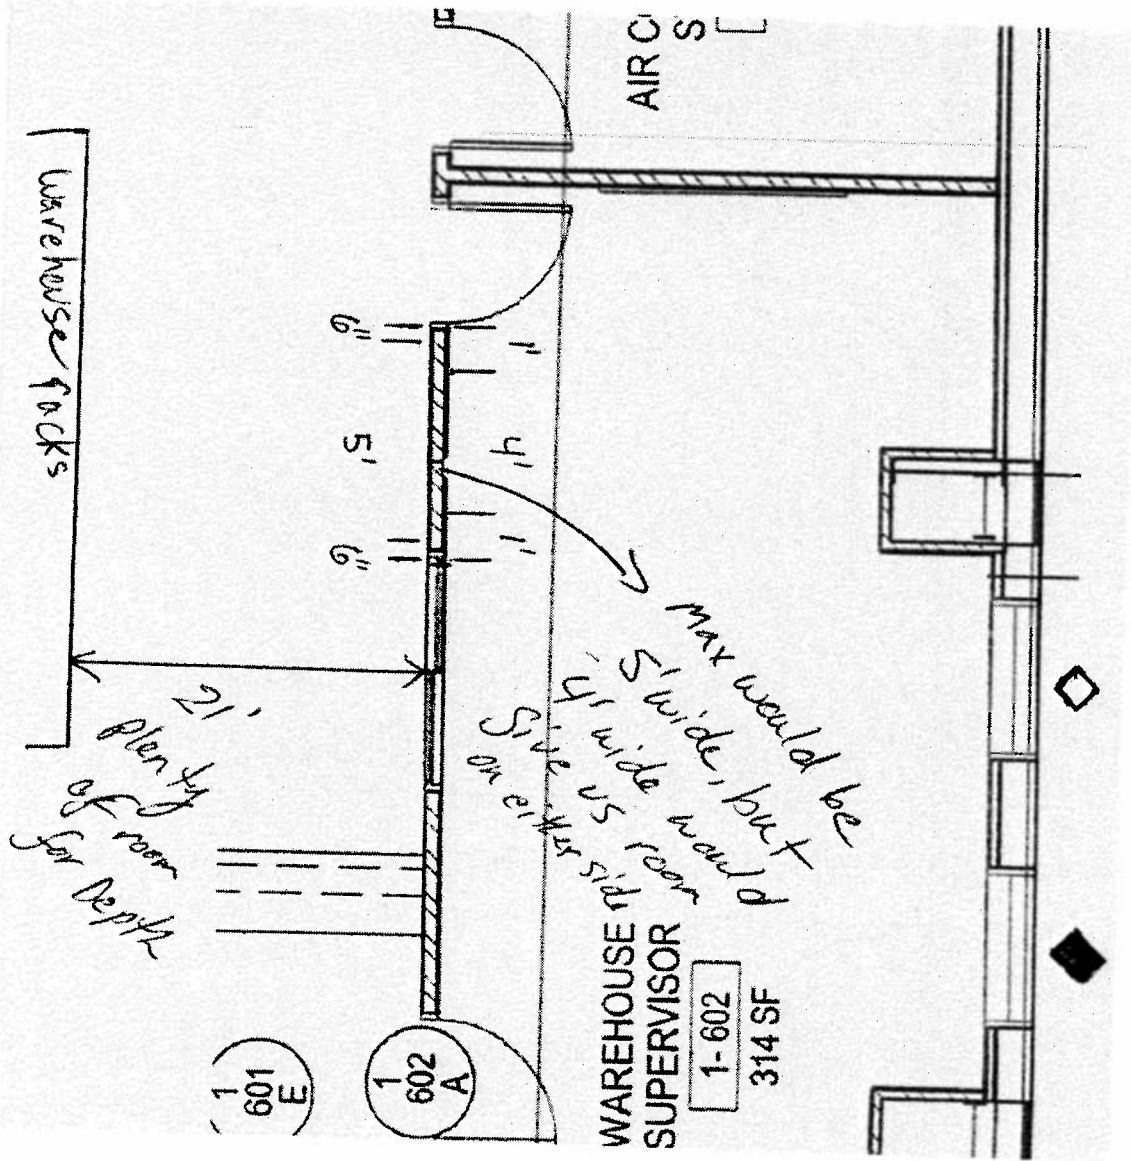 AIR C
S
warehouse racks
6"
1"
5'
4'
6"
1'
max would be
5' wide, but
4' wide would
give us room
on either side
21'
plenty
of room
for Depth
WAREHOUSE
SUPERVISOR
1-602
314 SF
1
601
E
1
602
A